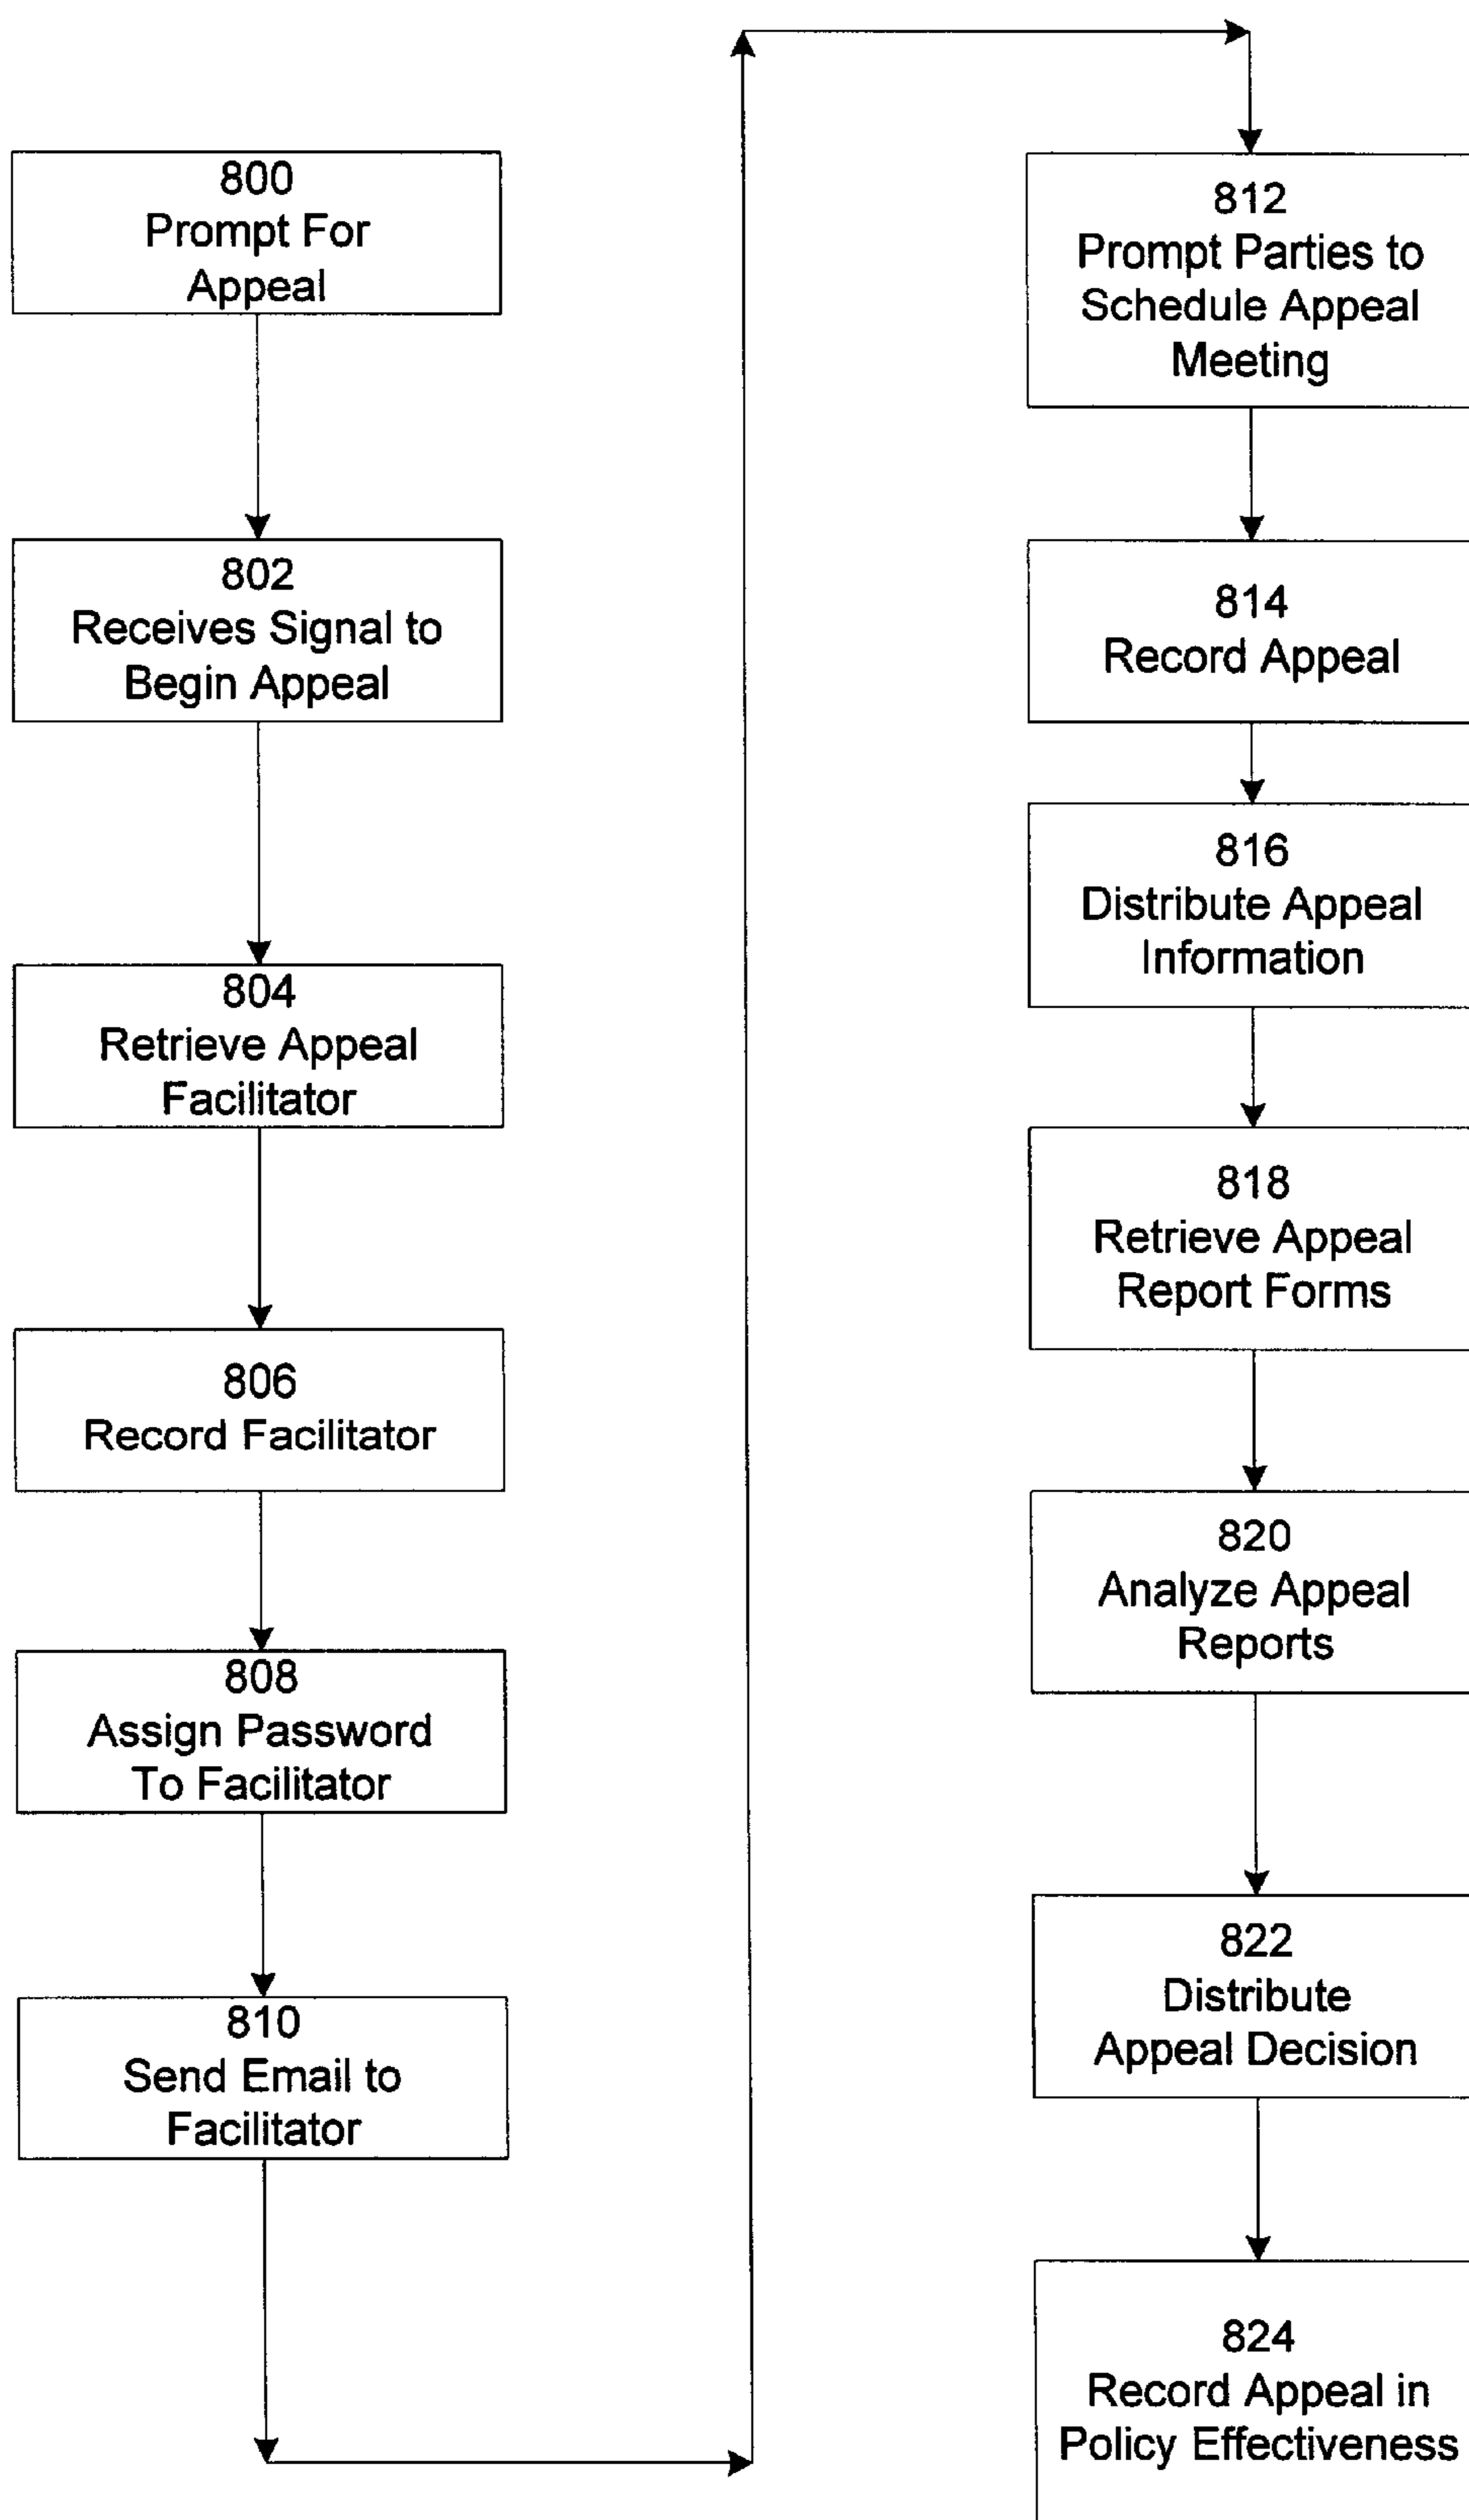 800
Prompt For
Appeal
802
Receives Signal to
Begin Appeal
804
Retrieve Appeal
Facilitator
806
Record Facilitator
808
Assign Password
To Facilitator
810
Send Email to
Facilitator
812
Prompt Parties to
Schedule Appeal
Meeting
814
Record Appeal
816
Distribute Appeal
Information
818
Retrieve Appeal
Report Forms
820
Analyze Appeal
Reports
822
Distribute
Appeal Decision
824
Record Appeal in
Policy Effectiveness